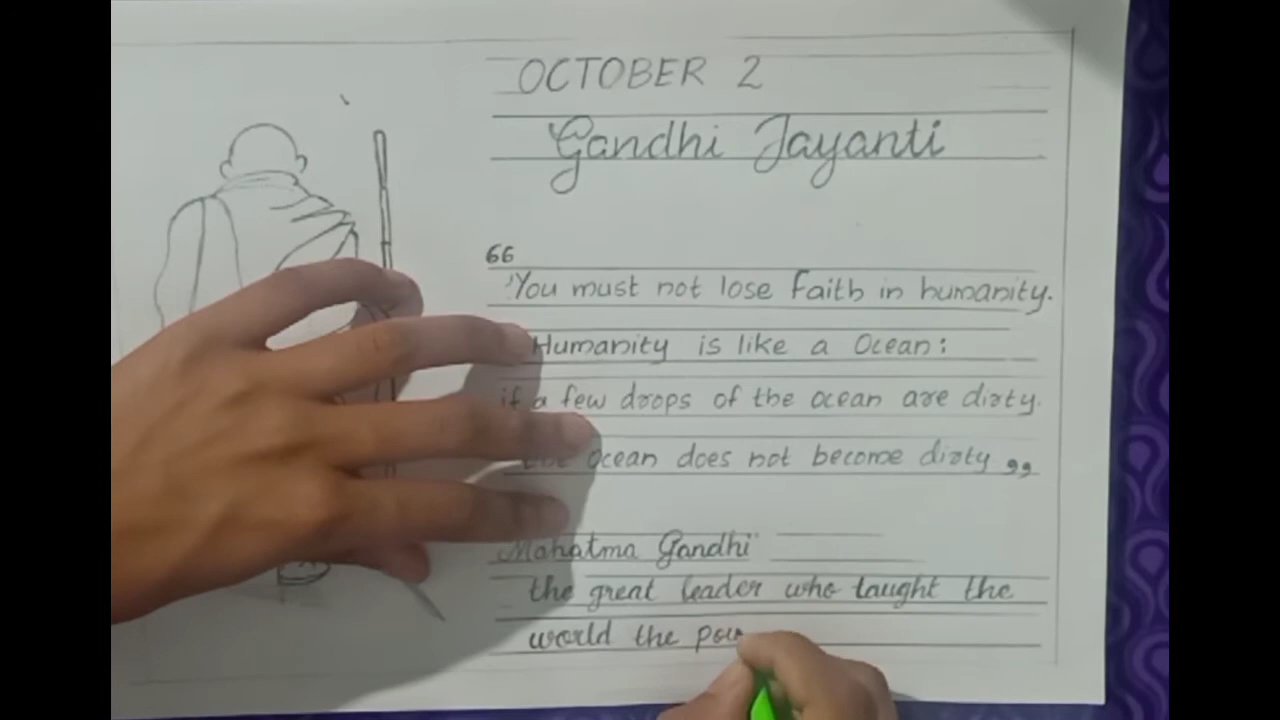 OCTOBER 2
Gandhi Jayanti
“
You must not lose faith in humanity.
Humanity is like a Ocean:
if a few drops of the ocean are dirty.
ocean does not become dirty ”
Mahatma Gandhi
the great leader who taught the
world the